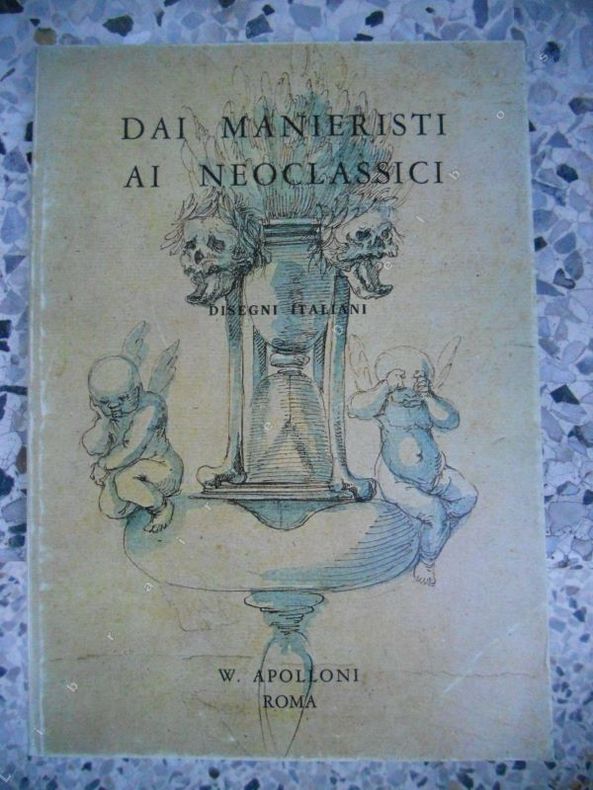 DAI MANIERISTI
AI NEOCLASSICI
DISEGNI ITALIANI
W. APOLLONI
ROMA